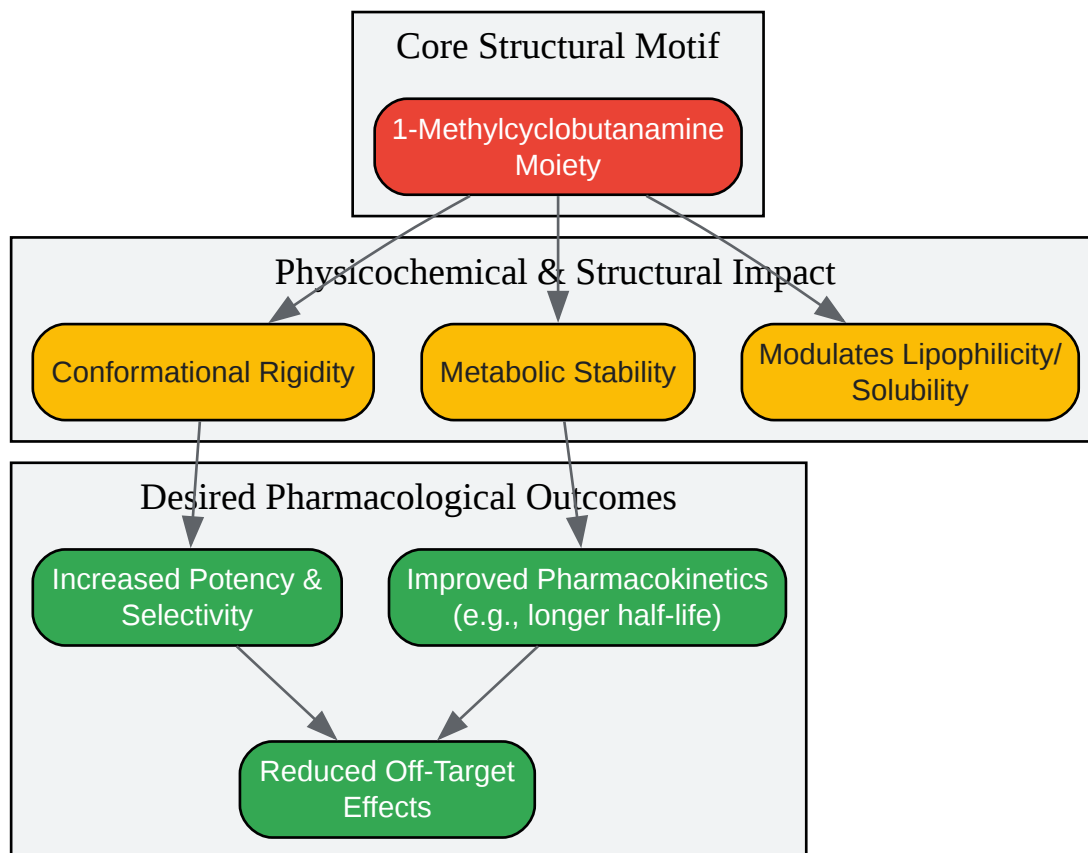 Core Structural Motif
1-Methylcyclobutanamine
Moiety
Physicochemical & Structural Impact
Conformational Rigidity
Metabolic Stability
Modulates Lipophilicity/
Solubility
Desired Pharmacological Outcomes
Increased Potency &
Selectivity
Improved Pharmacokinetics
(e.g., longer half-life)
Reduced Off-Target
Effects